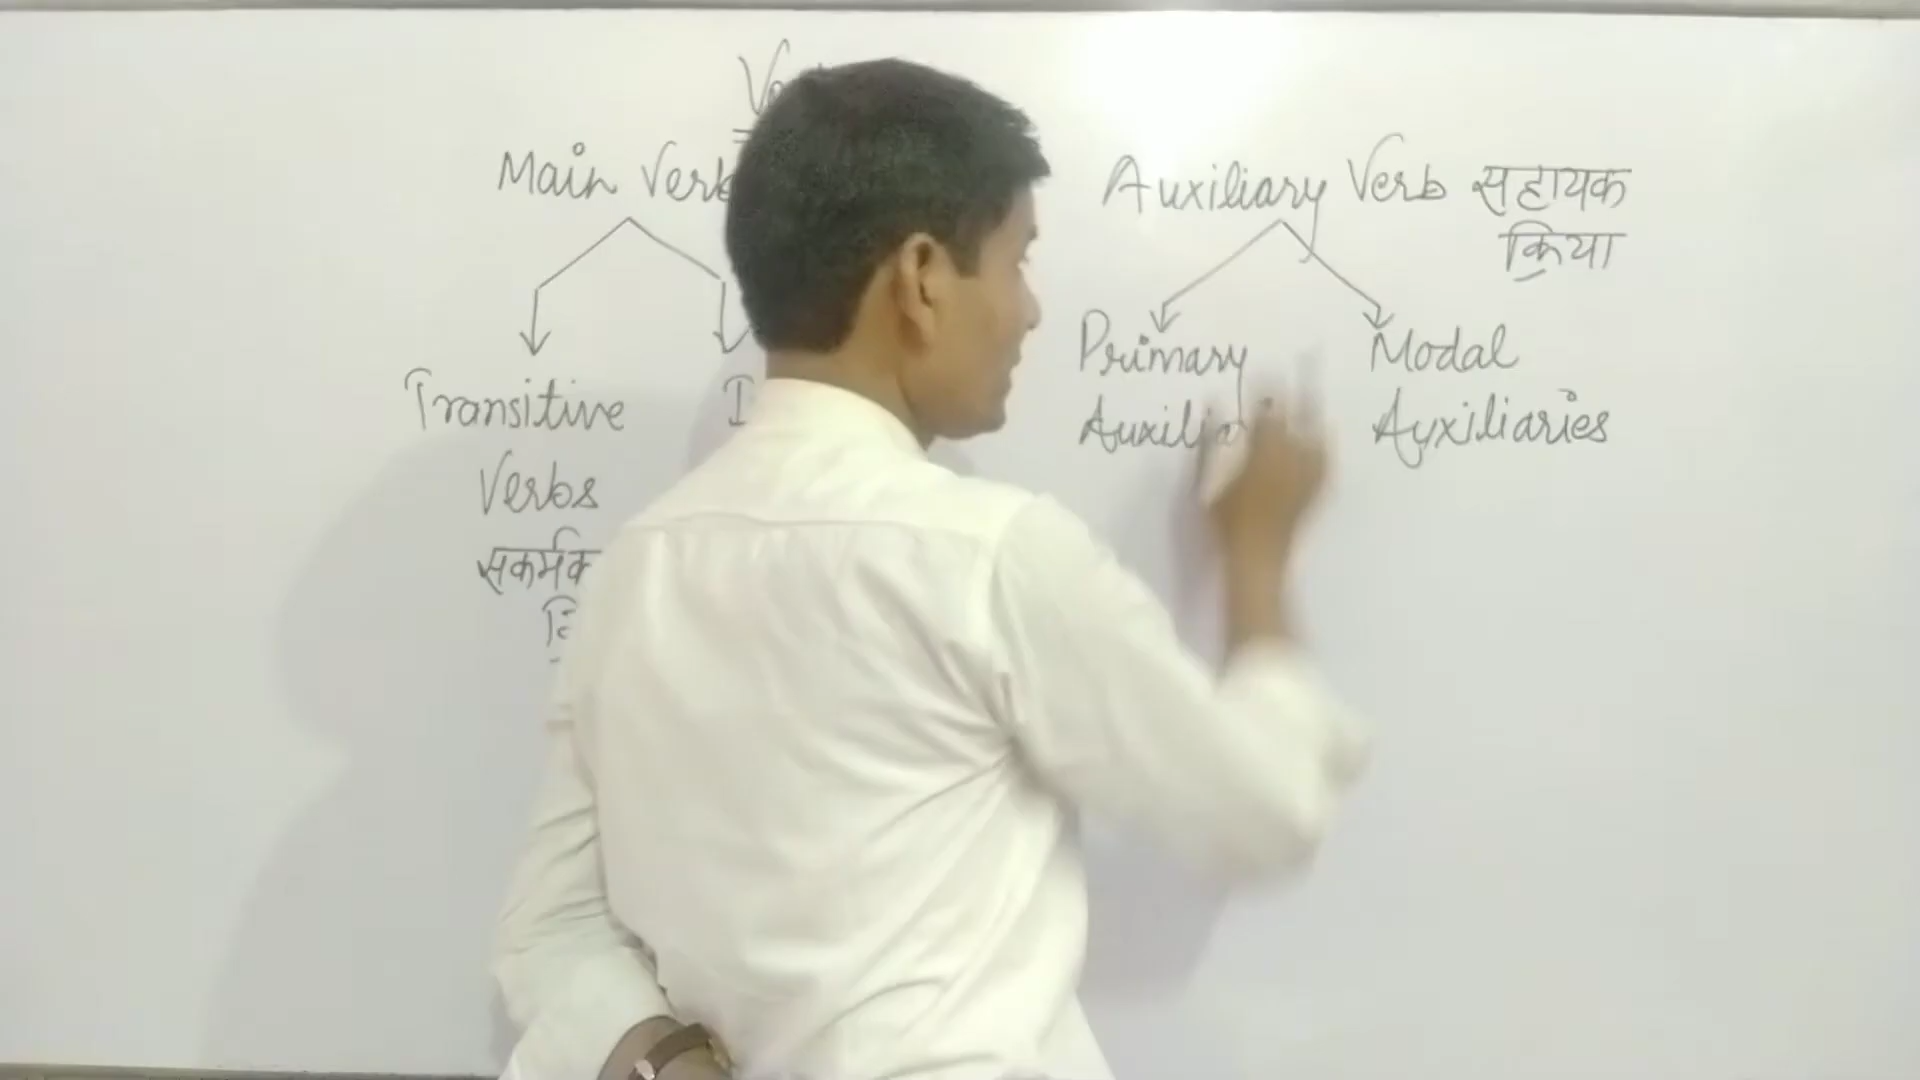 Main Verb
Auxiliary Verb सहायक
क्रिया
Transitive
Verbs
सकर्मक
Primary
Modal
Auxiliaries